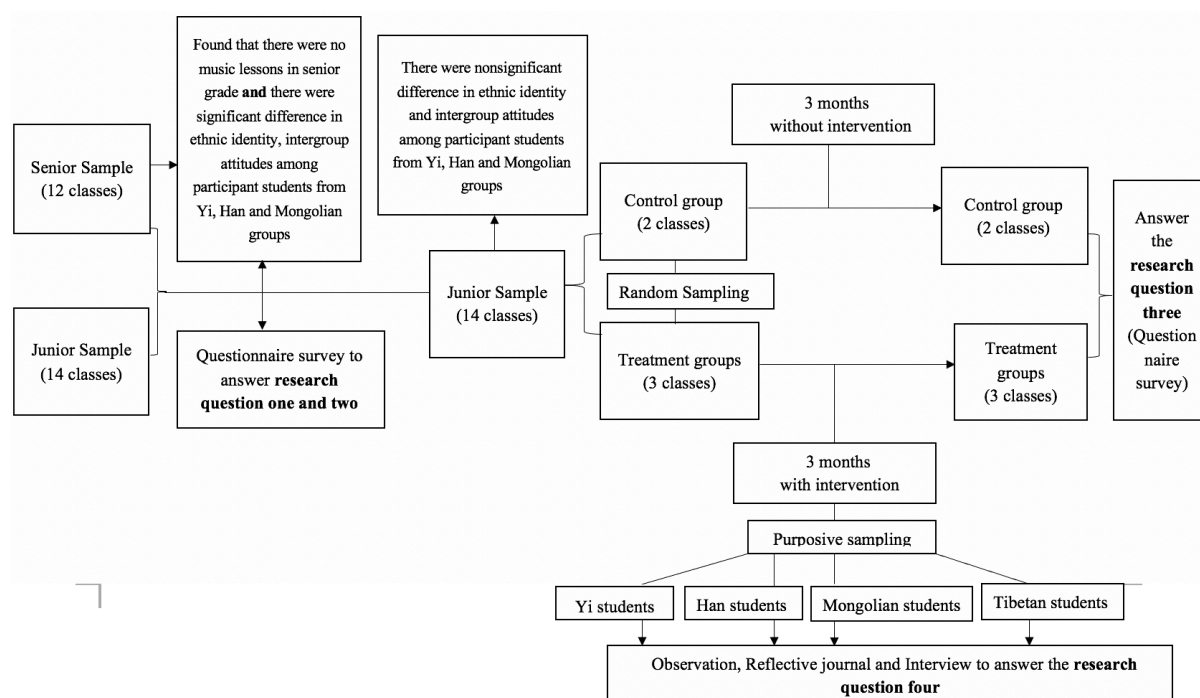 Senior Sample
(12 classes)
Junior Sample
(14 classes)
Found that there were no
music lessons in senior
grade and there were
significant difference in
ethnic identity, intergroup
attitudes among
participant students from
Yi, Han and Mongolian
groups
Questionnaire survey to
answer research
question one and two
There were nonsignificant
difference in ethnic identity
and intergroup attitudes
among participant students
from Yi, Han and Mongolian
groups
Junior Sample
(14 classes)
Control group
(2 classes)
Random Sampling
Treatment groups
(3 classes)
3 months
without intervention
Control group
(2 classes)
Treatment
groups
(3 classes)
Answer
the
research
question
three
(Question
naire
survey)
3 months
with intervention
Purposive sampling
Yi students
Han students
Mongolian students
Tibetan students
Observation, Reflective journal and Interview to answer the research
question four